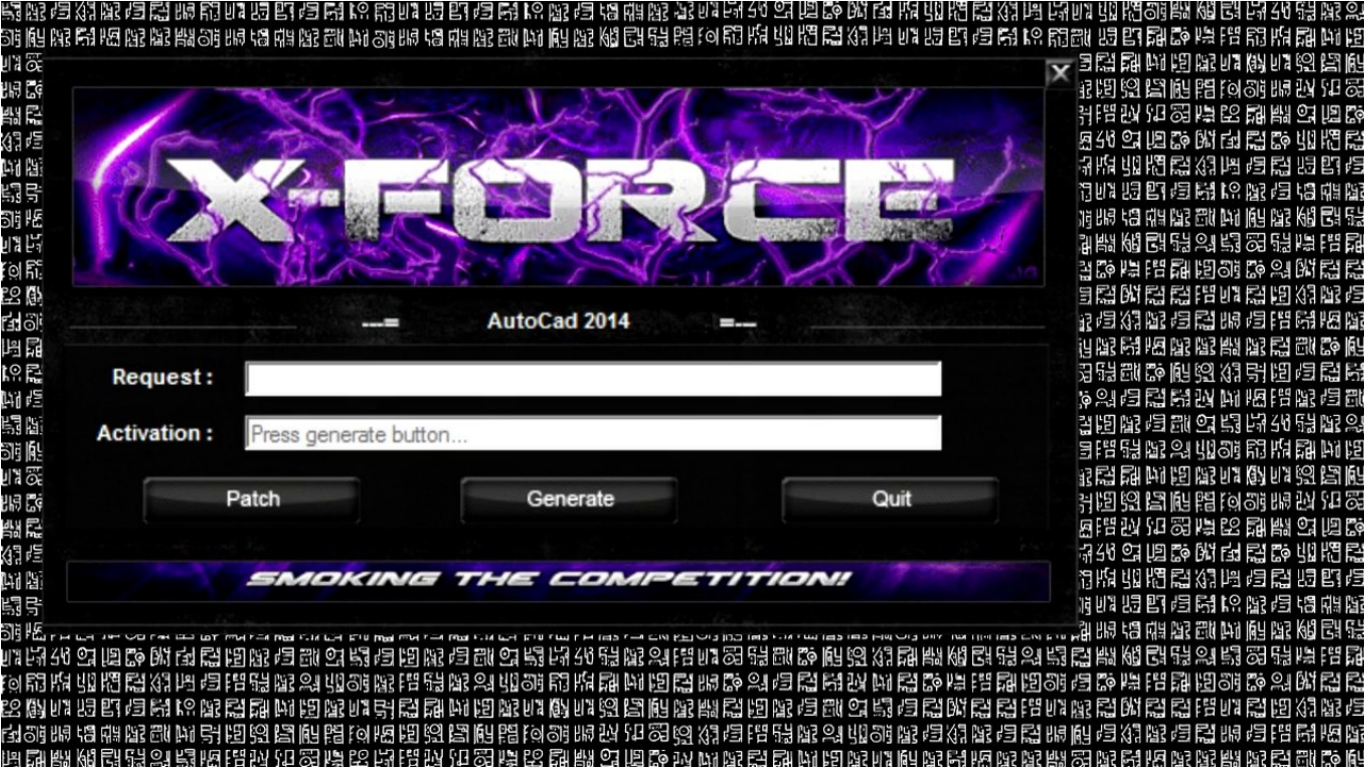 X
X-FORCE
---= AutoCad 2014 =---
Request :
Activation : Press generate button...
Patch Generate Quit
SMOKING THE COMPETITION!